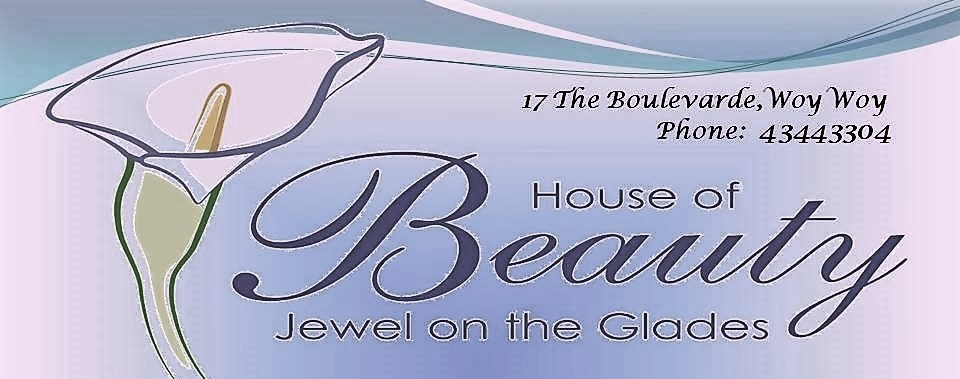 17 The Boulevarde, Woy Woy
Phone: 43443304
House of
Beauty
Jewel on the Glades